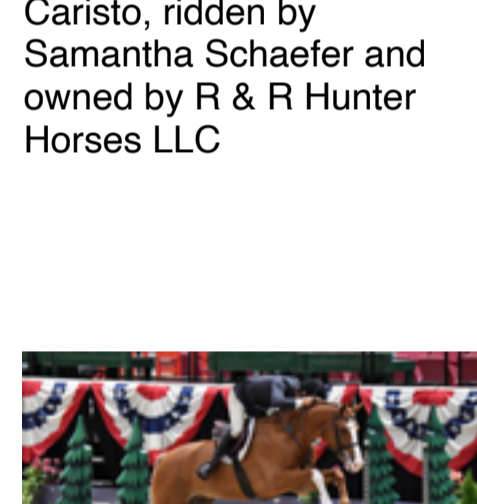 Caristo, ridden by
Samantha Schaefer and
owned by R & R Hunter
Horses LLC